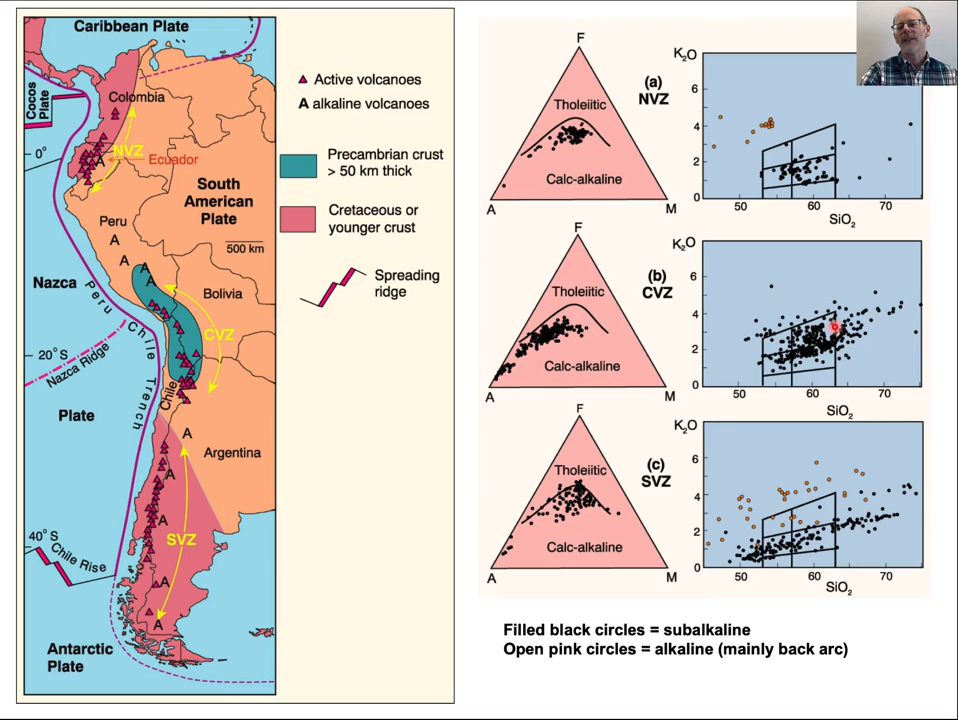 Caribbean Plate
Cocos
Plate
Colombia
0°
NVZ
Ecuador
South
American
Plate
Peru
A
A
A
A
A
500 km
Nazca
Bolivia
Peru Chile Trench
CVZ
20° S
Nazca Ridge
Chile
Plate
A
Argentina
A
A
40° S
SVZ
Chile Rise
A
A
Antarctic
Plate
Active volcanoes
A alkaline volcanoes
Precambrian crust
> 50 km thick
Cretaceous or
younger crust
Spreading
ridge
F
Tholeiitic
Calc-alkaline
A
M
(a)
NVZ
K2O
6
4
2
0
50
60
70
SiO2
F
Tholeiitic
Calc-alkaline
A
M
(b)
CVZ
K2O
6
4
2
0
50
60
70
SiO2
F
Tholeiitic
Calc-alkaline
A
M
(c)
SVZ
K2O
6
4
2
0
50
60
70
SiO2
Filled black circles = subalkaline
Open pink circles = alkaline (mainly back arc)